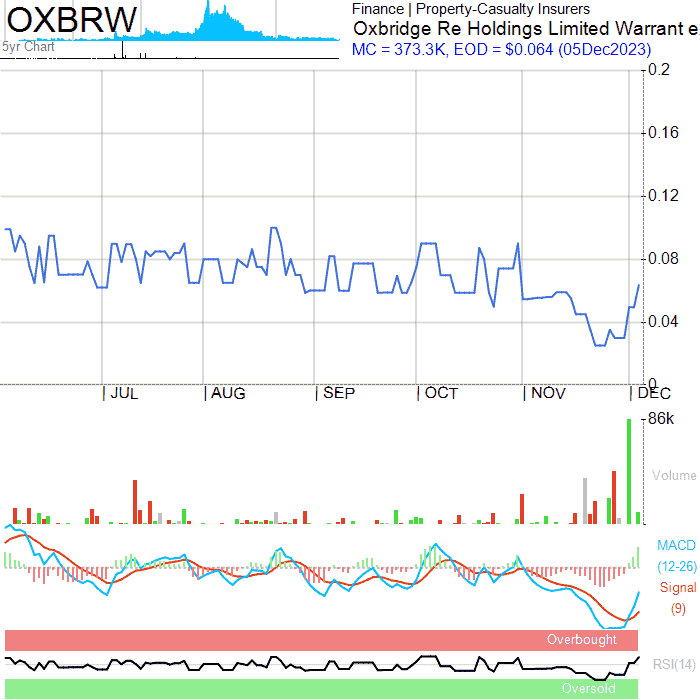 OXBRW
5yr Chart
Finance | Property-Casualty Insurers
Oxbridge Re Holdings Limited Warrant e
MC = 373.3K, EOD = $0.064 (05Dec2023)
0.2
0.16
0.12
0.08
0.04
0
JUL AUG SEP OCT NOV DEC
86k
Volume
MACD
(12-26)
Signal
(9)
Overbought
RSI(14)
Oversold